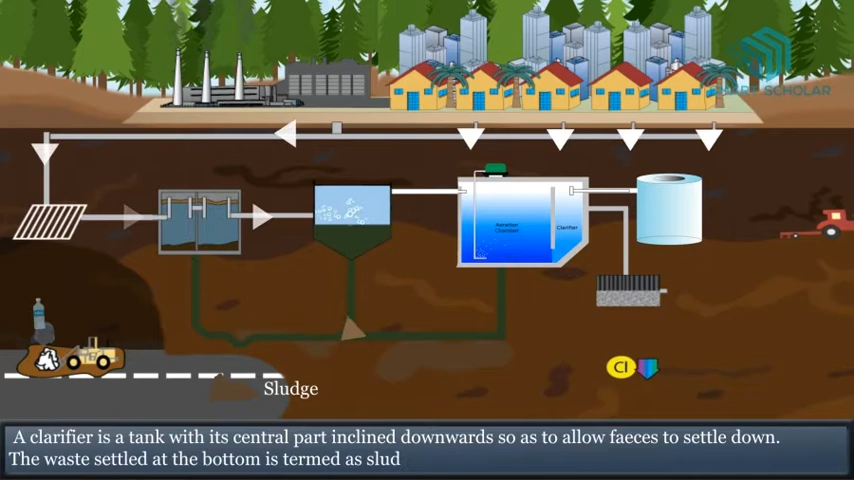 SCHOLAR
Aeration
Chamber
Clarifier
Cl
Sludge
A clarifier is a tank with its central part inclined downwards so as to allow faeces to settle down.
The waste settled at the bottom is termed as slud